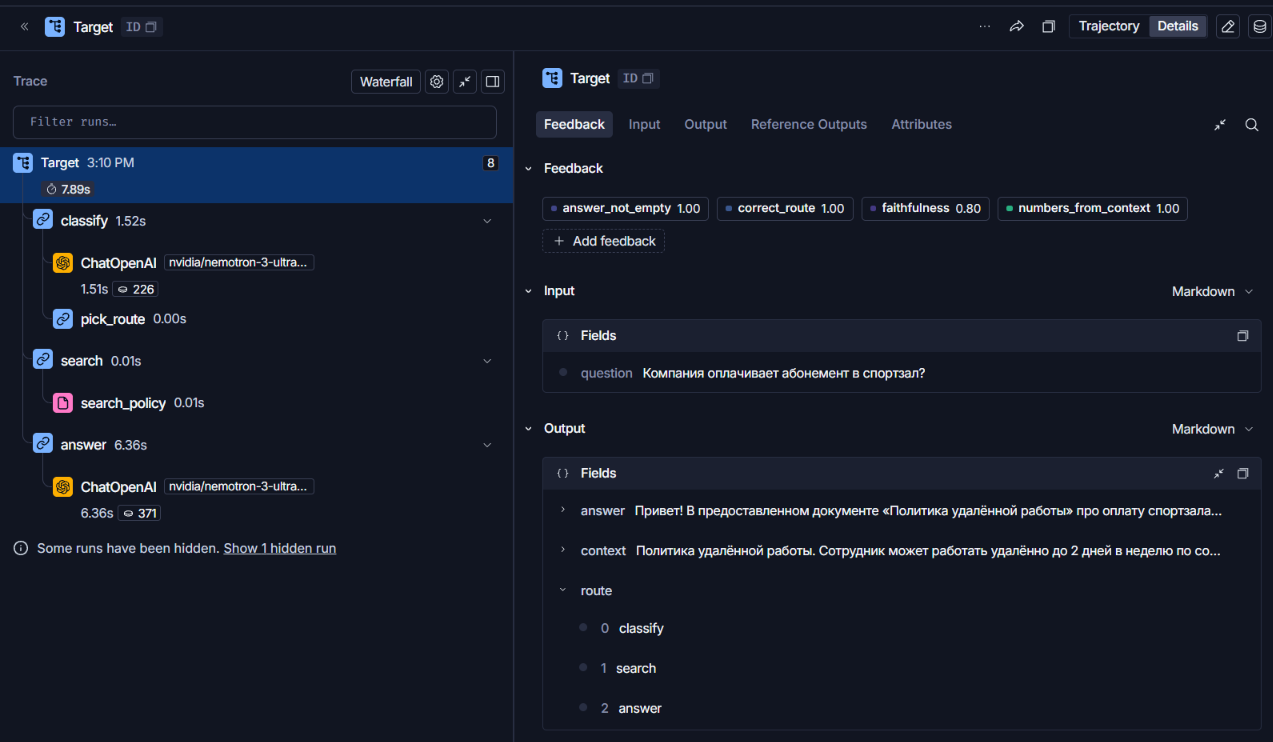 Target ID
Trajectory Details
Trace
Waterfall
Filter runs…
Target 3:10 PM 8
7.89s
classify 1.52s
ChatOpenAI nvidia/nemotron-3-ultra...
1.51s 226
pick_route 0.00s
search 0.01s
search_policy 0.01s
answer 6.36s
ChatOpenAI nvidia/nemotron-3-ultra...
6.36s 371
Some runs have been hidden. Show 1 hidden run
Target ID
Feedback Input Output Reference Outputs Attributes
Feedback
answer_not_empty 1.00 correct_route 1.00 faithfulness 0.80 numbers_from_context 1.00
+ Add feedback
Input Markdown
{} Fields
question Компания оплачивает абонемент в спортзал?
Output Markdown
{} Fields
answer Привет! В предоставленном документе «Политика удалённой работы» про оплату спортзала...
context Политика удалённой работы. Сотрудник может работать удалённо до 2 дней в неделю по со...
route
0 classify
1 search
2 answer